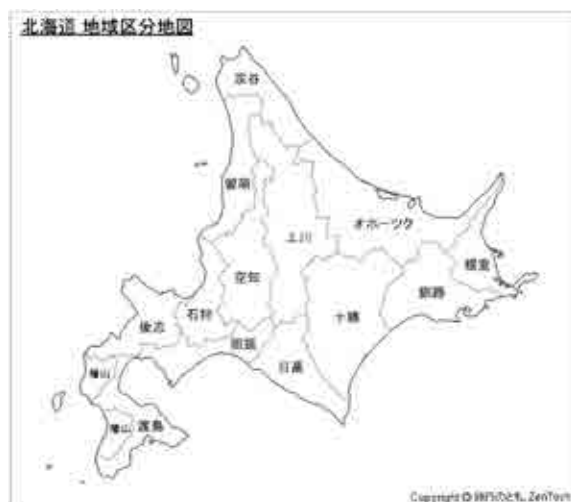 北海道 地域区分地図
宗谷
留萌
上川
オホーツク
根室
空知
釧路
石狩
十勝
後志
胆振
日高
檜山
檜山
渡島